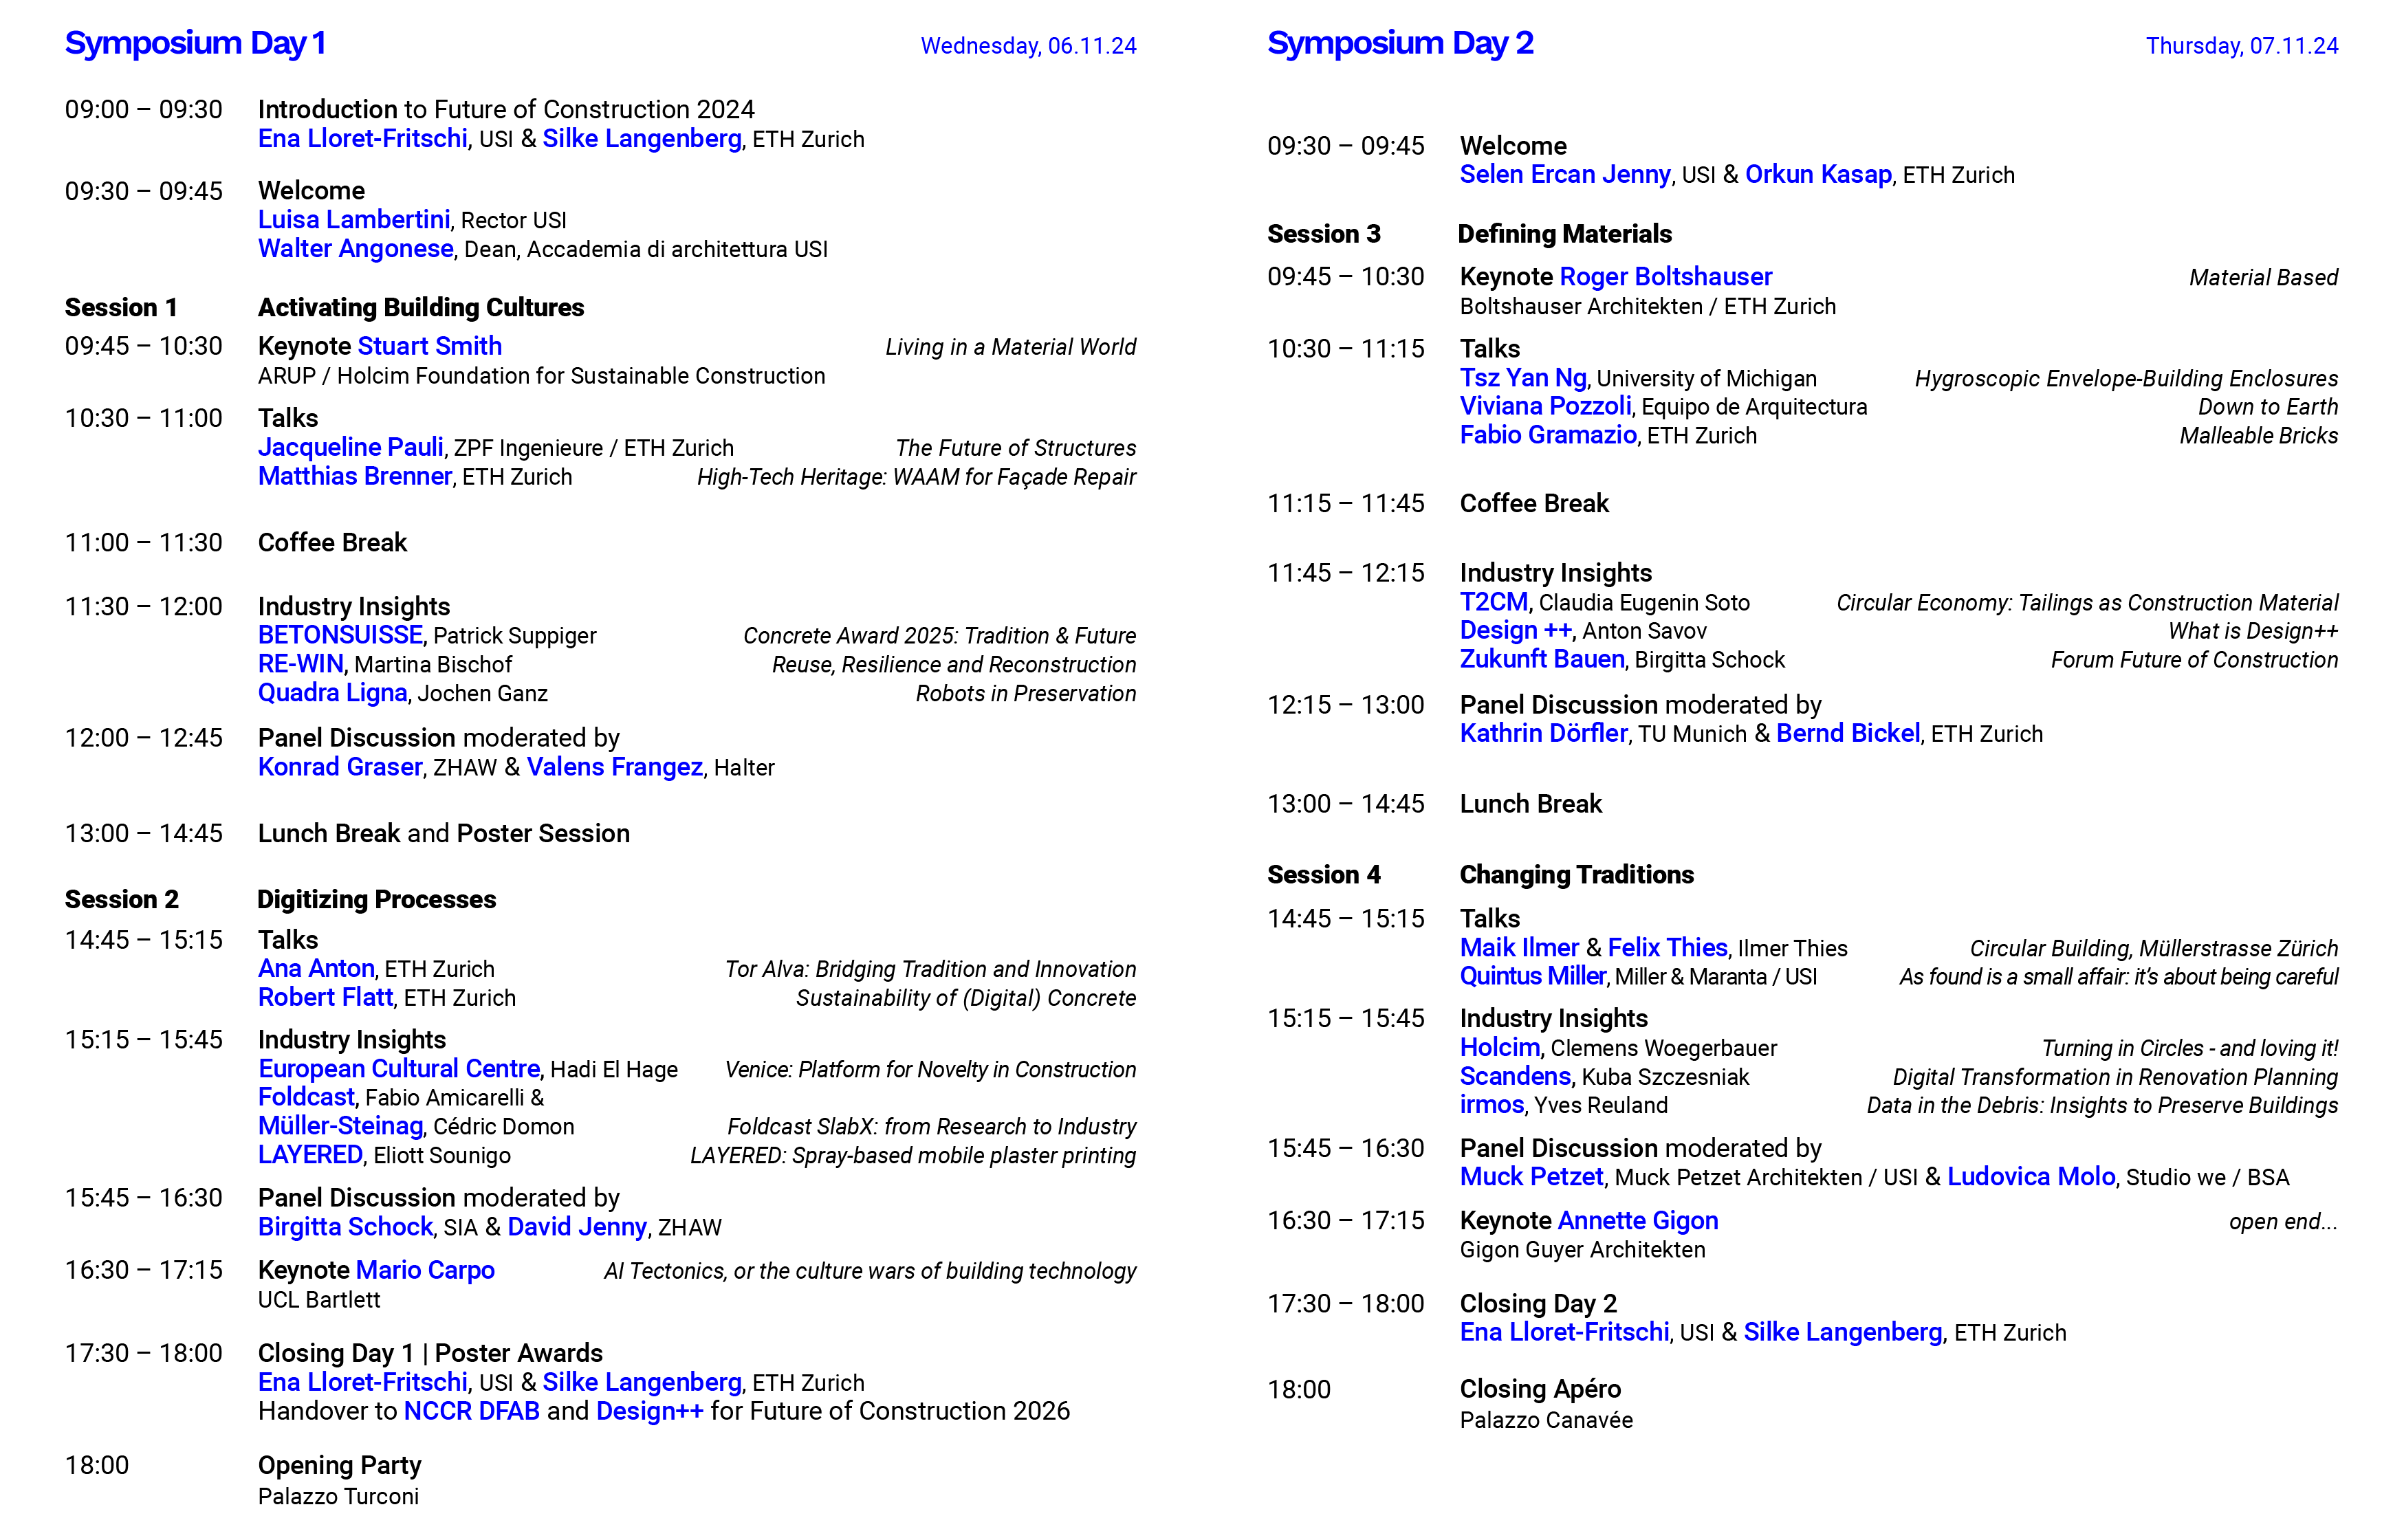 Symposium Day 1 Wednesday, 06.11.24
09:00 – 09:30 Introduction to Future of Construction 2024
Ena Lloret-Fritschi, USI & Silke Langenberg, ETH Zurich
09:30 – 09:45 Welcome
Luisa Lambertini, Rector USI
Walter Angonese, Dean, Accademia di architettura USI
Session 1 Activating Building Cultures
09:45 – 10:30 Keynote Stuart Smith Living in a Material World
ARUP / Holcim Foundation for Sustainable Construction
10:30 – 11:00 Talks
Jacqueline Pauli, ZPF Ingenieure / ETH Zurich The Future of Structures
Matthias Brenner, ETH Zurich High-Tech Heritage: WAAM for Façade Repair
11:00 – 11:30 Coffee Break
11:30 – 12:00 Industry Insights
BETONSUISSE, Patrick Suppiger Concrete Award 2025: Tradition & Future
RE-WIN, Martina Bischof Reuse, Resilience and Reconstruction
Quadra Ligna, Jochen Ganz Robots in Preservation
12:00 – 12:45 Panel Discussion moderated by
Konrad Graser, ZHAW & Valens Frangez, Halter
13:00 – 14:45 Lunch Break and Poster Session
Session 2 Digitizing Processes
14:45 – 15:15 Talks
Ana Anton, ETH Zurich Tor Alva: Bridging Tradition and Innovation
Robert Flatt, ETH Zurich Sustainability of (Digital) Concrete
15:15 – 15:45 Industry Insights
European Cultural Centre, Hadi El Hage Venice: Platform for Novelty in Construction
Foldcast, Fabio Amicarelli &
Müller-Steinag, Cédric Domon Foldcast SlabX: from Research to Industry
LAYERED, Eliott Sounigo LAYERED: Spray-based mobile plaster printing
15:45 – 16:30 Panel Discussion moderated by
Birgitta Schock, SIA & David Jenny, ZHAW
16:30 – 17:15 Keynote Mario Carpo AI Tectonics, or the culture wars of building technology
UCL Bartlett
17:30 – 18:00 Closing Day 1 | Poster Awards
Ena Lloret-Fritschi, USI & Silke Langenberg, ETH Zurich
Handover to NCCR DFAB and Design++ for Future of Construction 2026
18:00 Opening Party
Palazzo Turconi
Symposium Day 2 Thursday, 07.11.24
09:30 – 09:45 Welcome
Selen Ercan Jenny, USI & Orkun Kasap, ETH Zurich
Session 3 Defining Materials
09:45 – 10:30 Keynote Roger Boltshauser Material Based
Boltshauser Architekten / ETH Zurich
10:30 – 11:15 Talks
Tsz Yan Ng, University of Michigan Hygroscopic Envelope-Building Enclosures
Viviana Pozzoli, Equipo de Arquitectura Down to Earth
Fabio Gramazio, ETH Zurich Malleable Bricks
11:15 – 11:45 Coffee Break
11:45 – 12:15 Industry Insights
T2CM, Claudia Eugenin Soto Circular Economy: Tailings as Construction Material
Design ++, Anton Savov What is Design++
Zukunft Bauen, Birgitta Schock Forum Future of Construction
12:15 – 13:00 Panel Discussion moderated by
Kathrin Dörfler, TU Munich & Bernd Bickel, ETH Zurich
13:00 – 14:45 Lunch Break
Session 4 Changing Traditions
14:45 – 15:15 Talks
Maik Ilmer & Felix Thies, Ilmer Thies Circular Building, Müllerstrasse Zürich
Quintus Miller, Miller & Maranta / USI As found is a small affair: it’s about being careful
15:15 – 15:45 Industry Insights
Holcim, Clemens Woegerbauer Turning in Circles - and loving it!
Scandens, Kuba Szczesniak Digital Transformation in Renovation Planning
irmos, Yves Reuland Data in the Debris: Insights to Preserve Buildings
15:45 – 16:30 Panel Discussion moderated by
Muck Petzet, Muck Petzet Architekten / USI & Ludovica Molo, Studio we / BSA
16:30 – 17:15 Keynote Annette Gigon open end...
Gigon Guyer Architekten
17:30 – 18:00 Closing Day 2
Ena Lloret-Fritschi, USI & Silke Langenberg, ETH Zurich
18:00 Closing Apéro
Palazzo Canavée